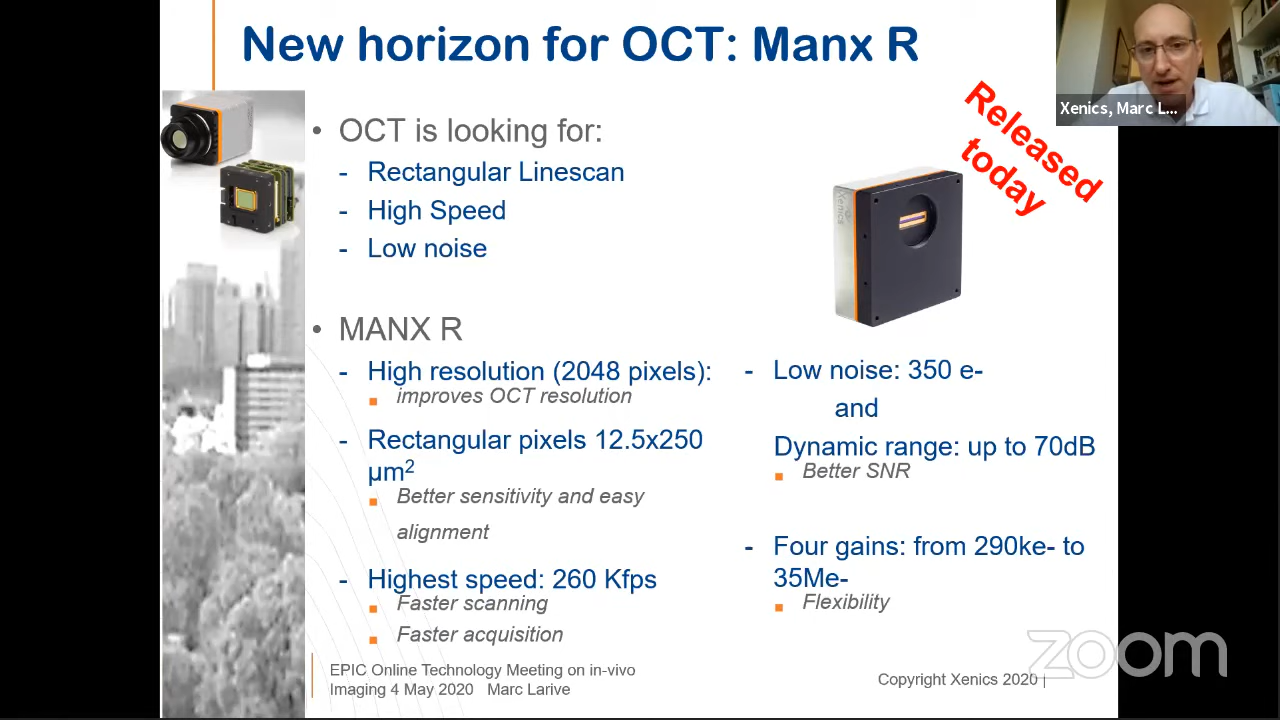 New horizon for OCT: Manx R
Xenics, Marc L...
Released
today
• OCT is looking for:
- Rectangular Linescan
- High Speed
- Low noise
Xenics
• MANX R
- High resolution (2048 pixels):
improves OCT resolution
- Rectangular pixels 12.5x250
µm²
Better sensitivity and easy
alignment
- Highest speed: 260 Kfps
Faster scanning
Faster acquisition
- Low noise: 350 e-
and
Dynamic range: up to 70dB
Better SNR
- Four gains: from 290ke- to
35Me-
Flexibility
EPIC Online Technology Meeting on in-vivo
Imaging 4 May 2020 Marc Larive
Copyright Xenics 2020 |
zoom